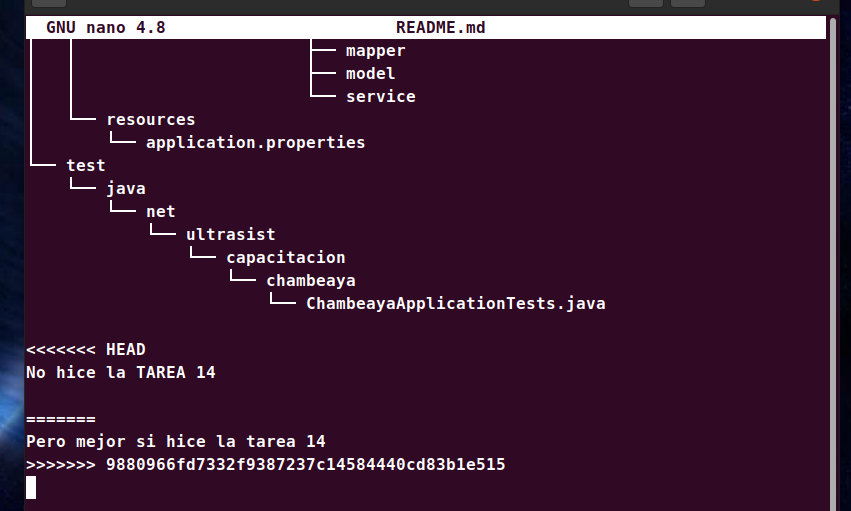 GNU nano 4.8 README.md
├── mapper
├── model
└── service
└── resources
└── application.properties
└── test
└── java
└── net
└── ultrasist
└── capacitacion
└── chambeaya
└── ChambeayaApplicationTests.java
<<<<<<< HEAD
No hice la TAREA 14
=======
Pero mejor si hice la tarea 14
>>>>>>> 9880966fd7332f9387237c14584440cd83b1e515